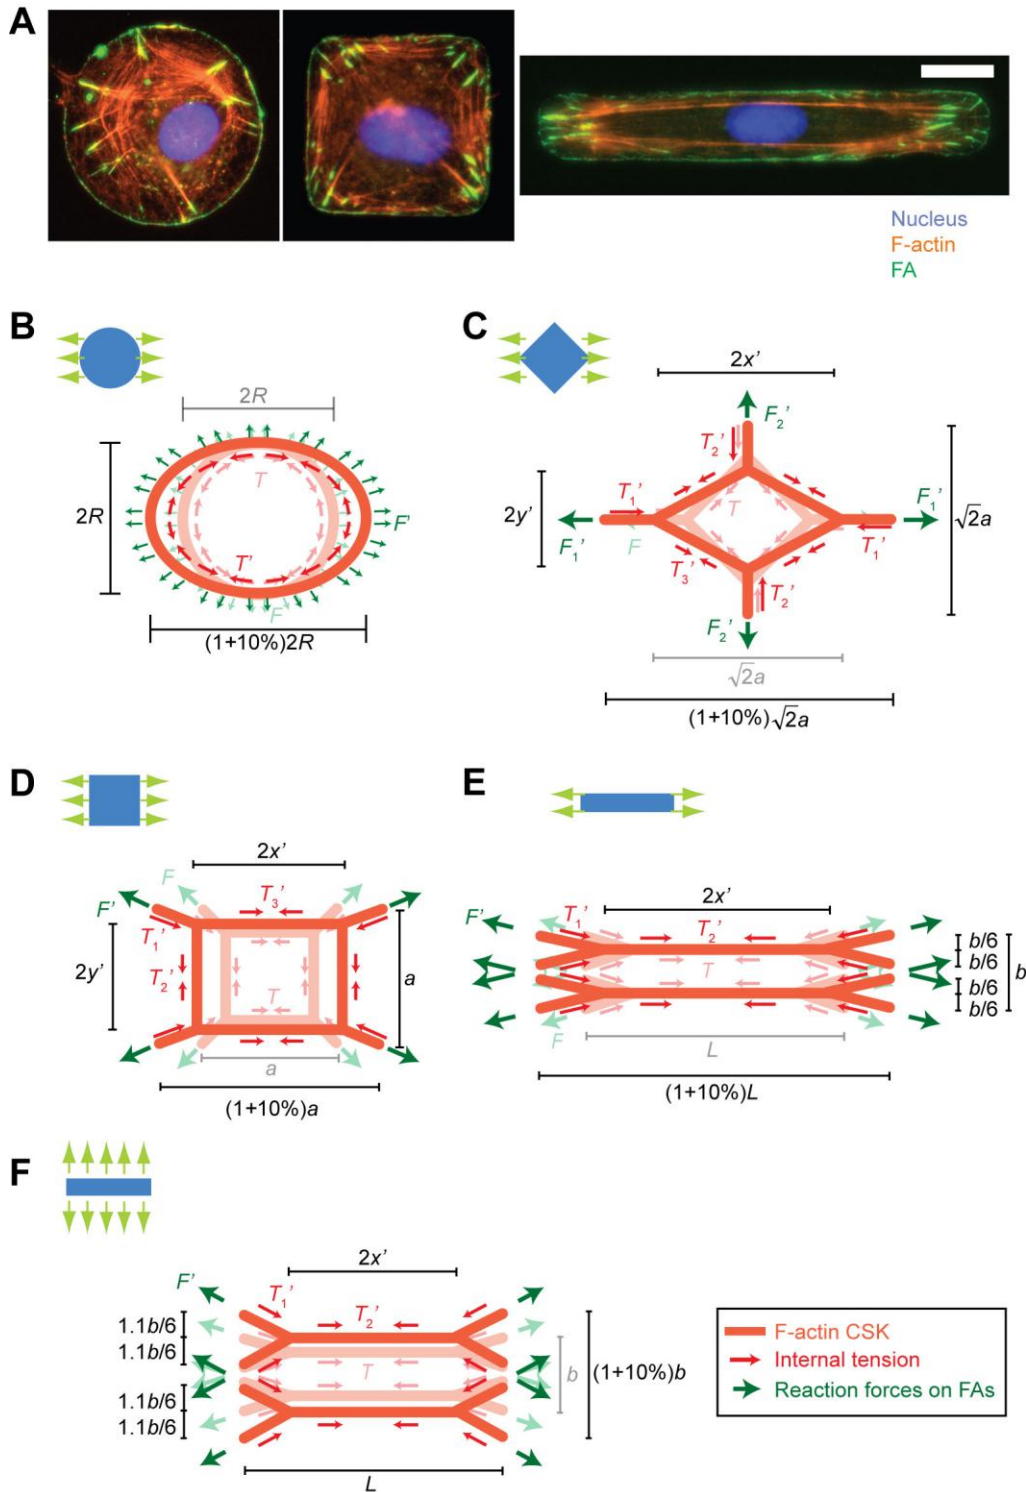 A
Nucleus
F-actin
FA
B
2R
2R
T
T'
F'
F
(1+10%)2R
C
2x'
F₂'
T₂'
T₁'
T
F₁'
2y'
√2a
F₁'
F
T₃'
T₁'
T₂'
F₂'
√2a
(1+10%)√2a
D
2x'
F
T₃'
F'
T₁'
2y'
T₂'
a
T
a
(1+10%)a
E
2x'
F'
T₁'
T₂'
b/6
b/6
b
T
b/6
b/6
F
L
(1+10%)L
F
2x'
F'
T₁'
T₂'
1.1b/6
1.1b/6
T
b
(1+10%)b
1.1b/6
1.1b/6
L
F-actin CSK
Internal tension
Reaction forces on FAs